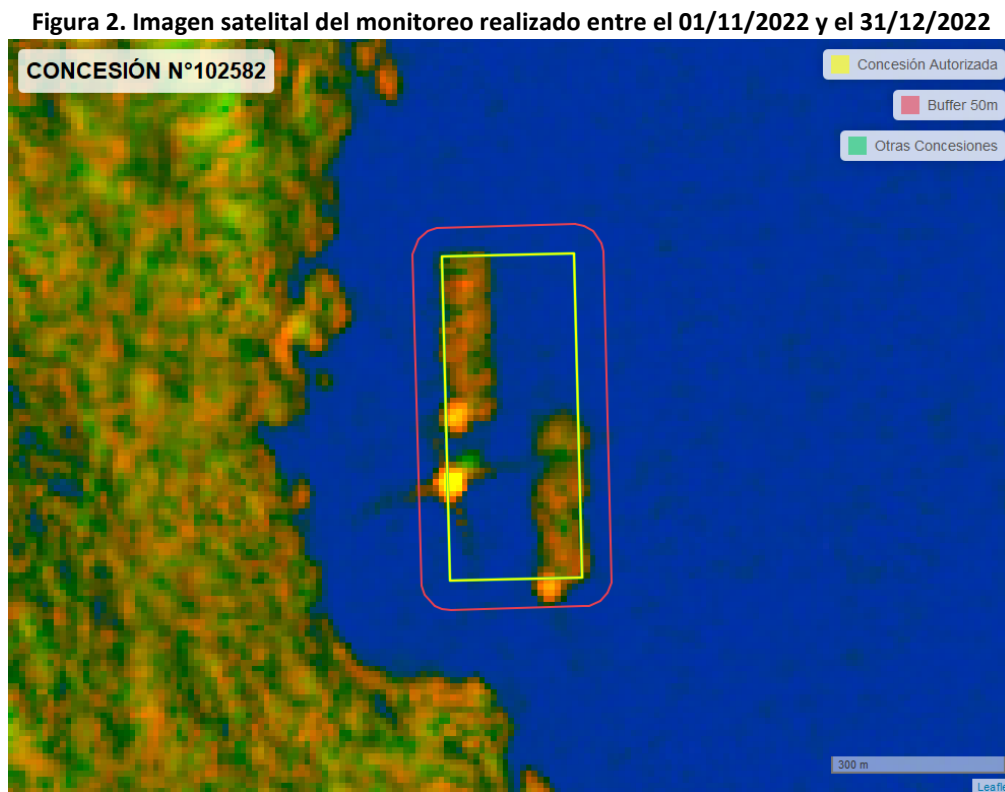 Figura 2. Imagen satelital del monitoreo realizado entre el 01/11/2022 y el 31/12/2022
CONCESIÓN N°102582
Concesión Autorizada
Buffer 50m
Otras Concesiones
300 m
Leafle